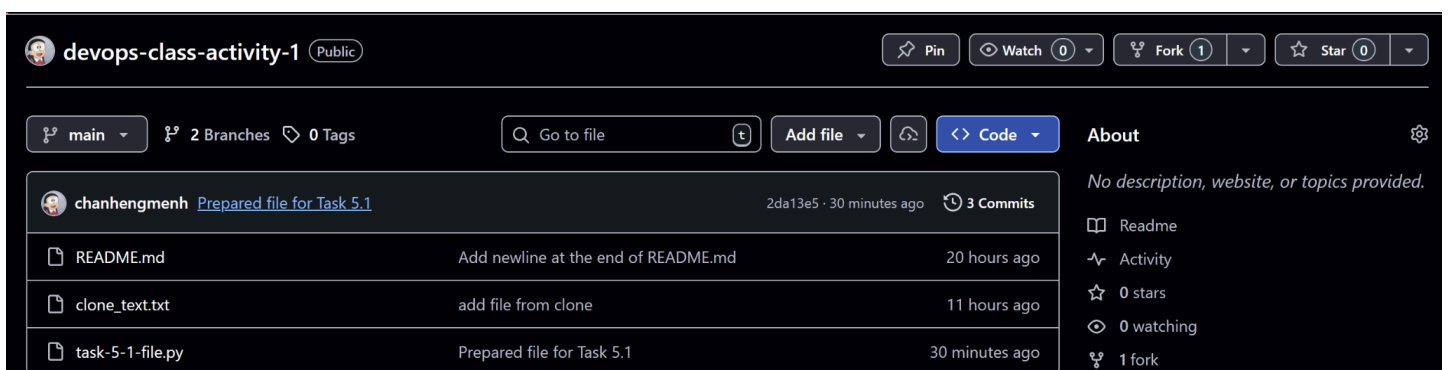 devops-class-activity-1 Public
Pin
Watch 0
Fork 1
Star 0
main
2 Branches
0 Tags
Go to file
t
Add file
Code
About
No description, website, or topics provided.
chanhengmenh Prepared file for Task 5.1 2da13e5 · 30 minutes ago 3 Commits
README.md Add newline at the end of README.md 20 hours ago
clone_text.txt add file from clone 11 hours ago
task-5-1-file.py Prepared file for Task 5.1 30 minutes ago
Readme
Activity
0 stars
0 watching
1 fork